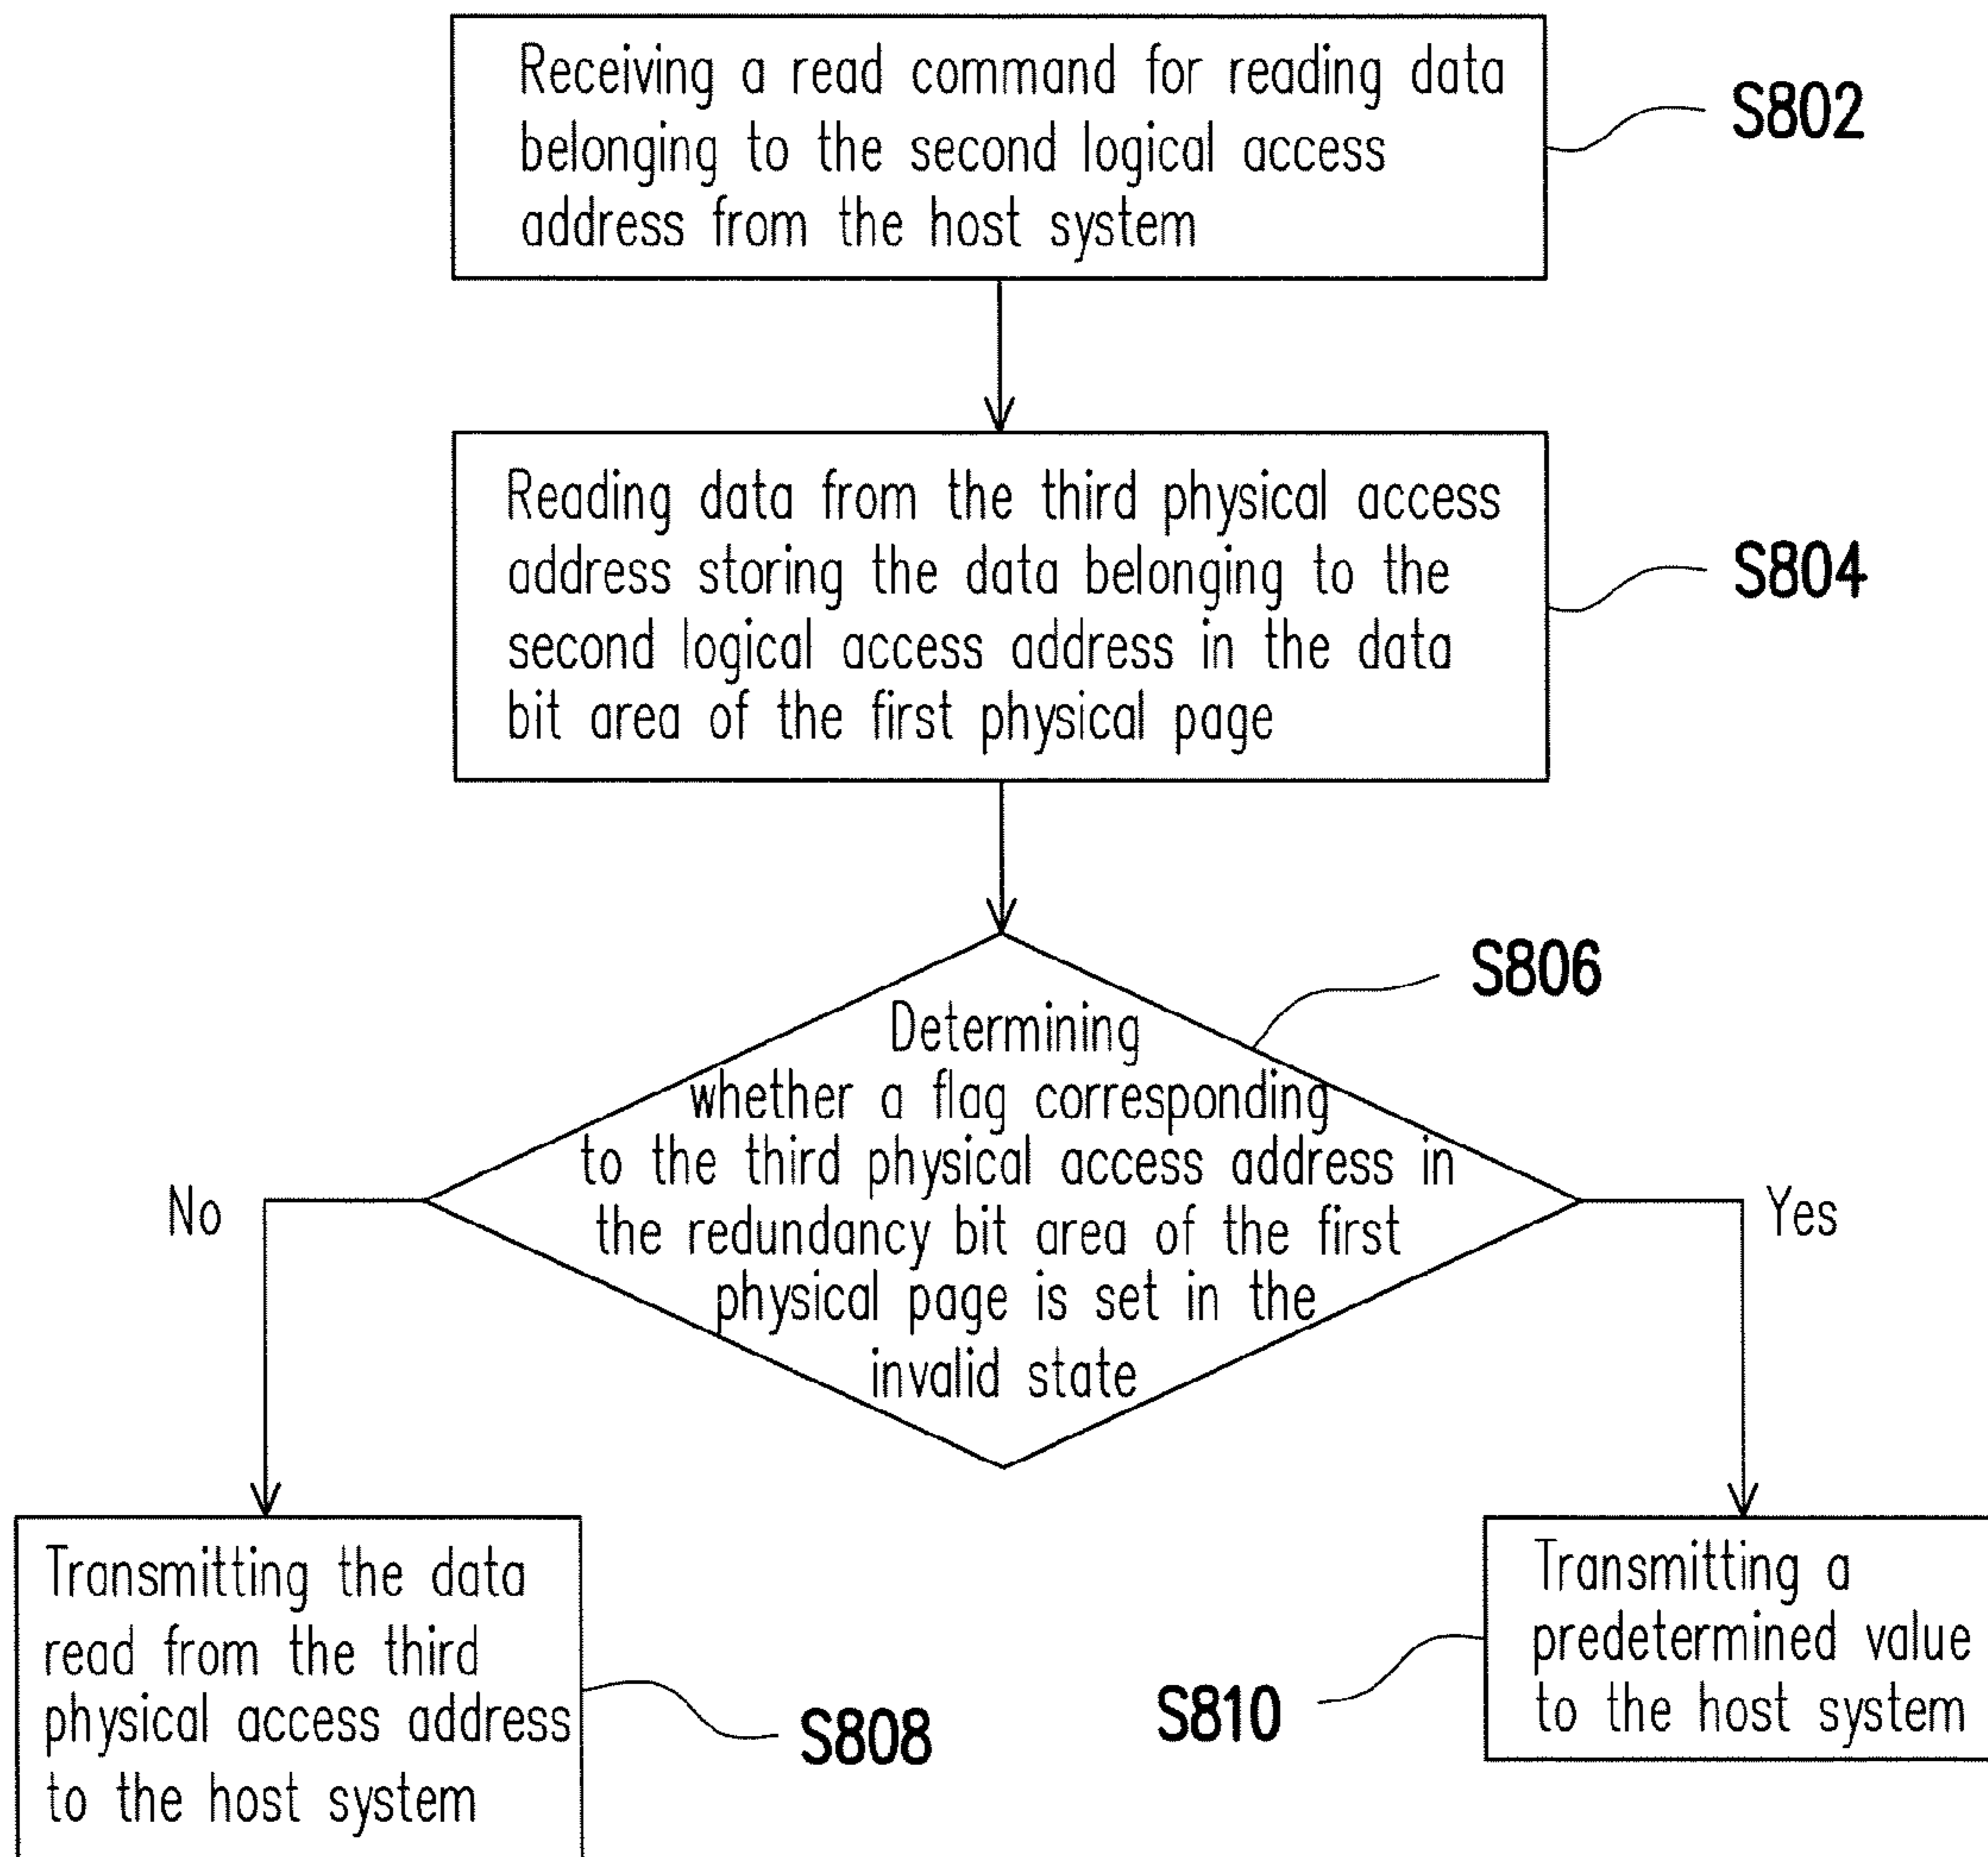 Receiving a read command for reading data
belonging to the second logical access
address from the host system
S802
Reading data from the third physical access
address storing the data belonging to the
second logical access address in the data
bit area of the first physical page
S804
S806
Determining
whether a flag corresponding
to the third physical access address in
the redundancy bit area of the first
physical page is set in the
invalid state
No
Yes
Transmitting the data
read from the third
physical access address
to the host system
S808
S810
Transmitting a
predetermined value
to the host system